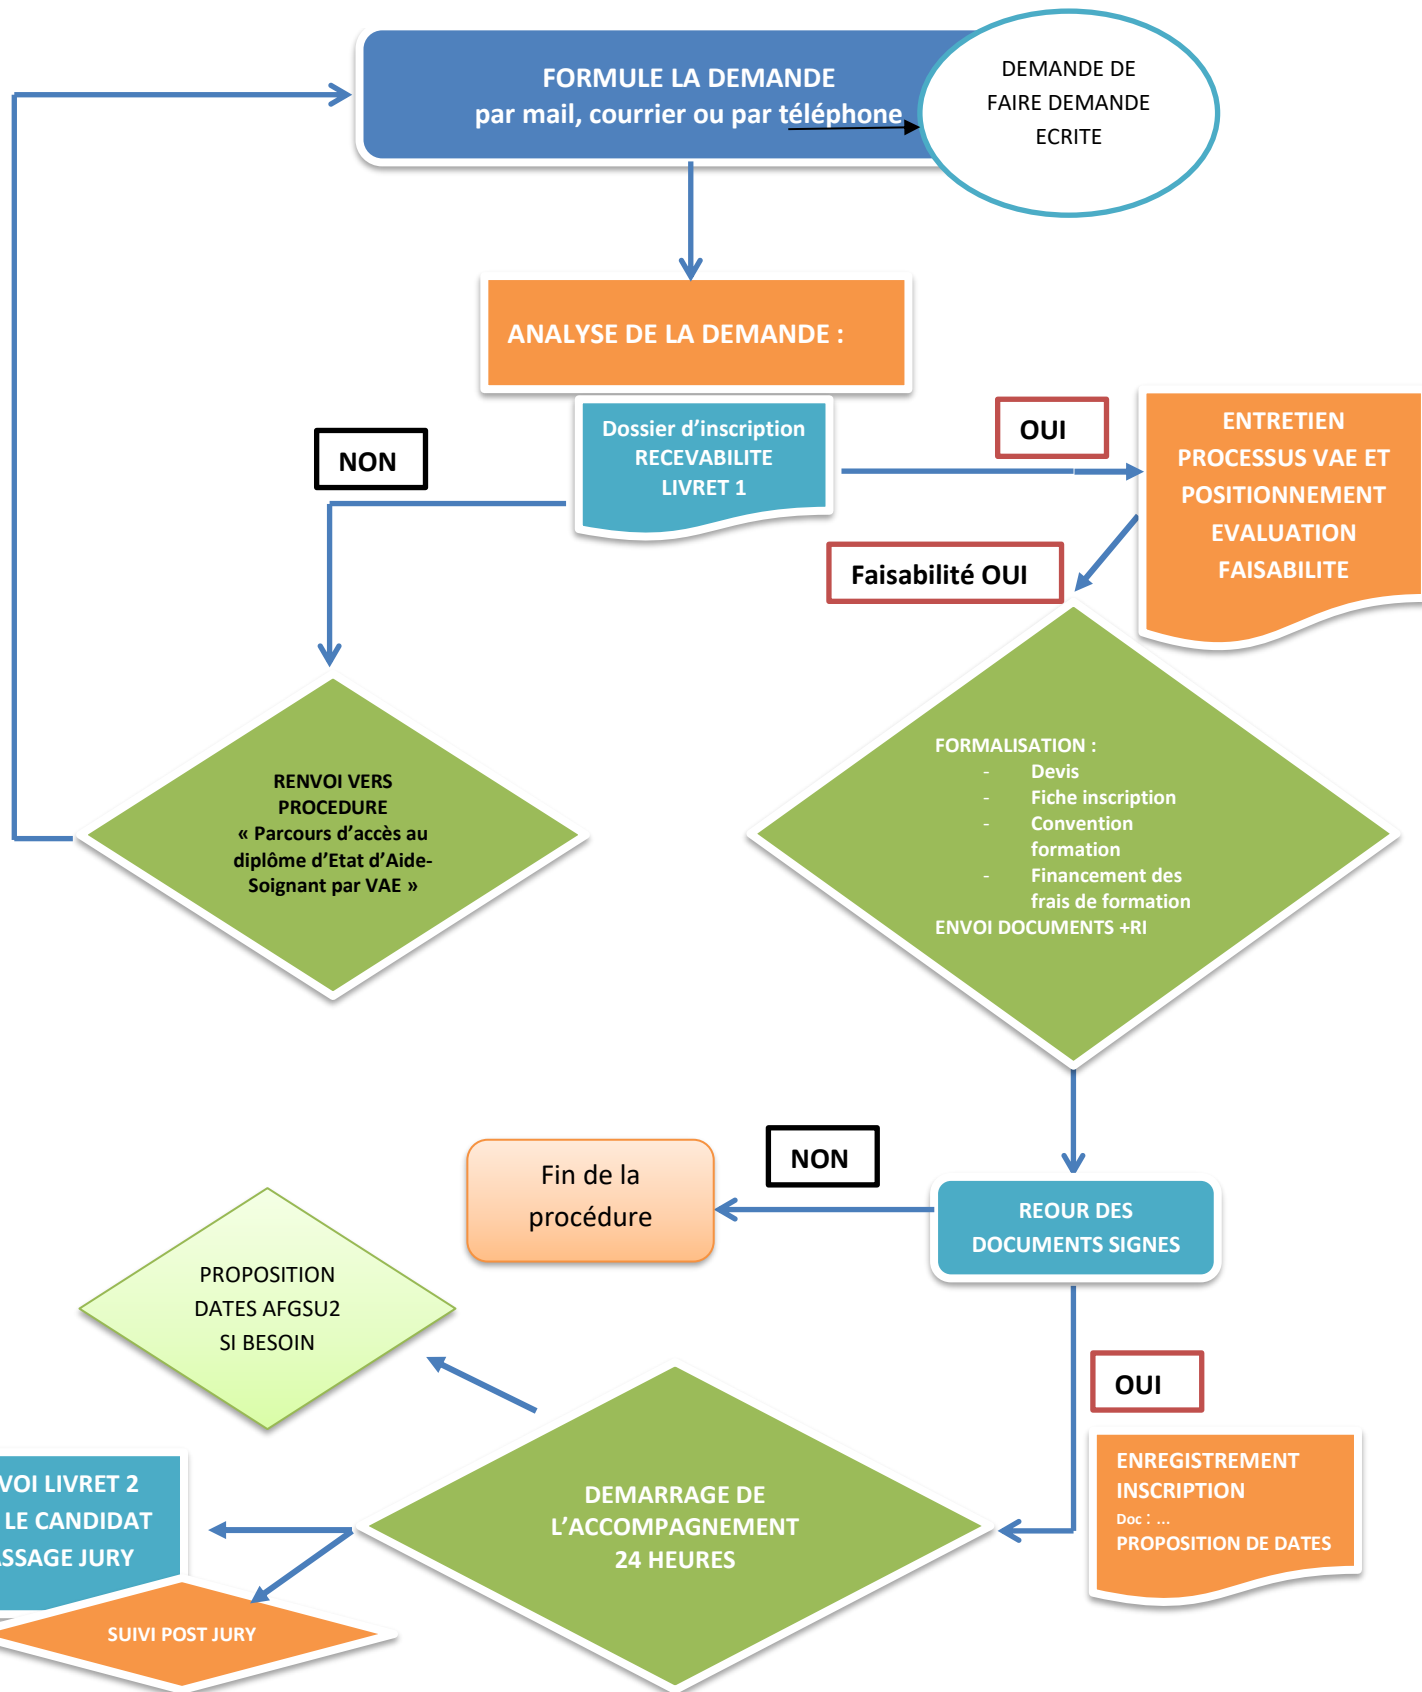 FORMULE LA DEMANDE
par mail, courrier ou par téléphone
DEMANDE DE
FAIRE DEMANDE
ECRITE
ANALYSE DE LA DEMANDE :
Dossier d’inscription
RECEVABILITE
LIVRET 1
NON
OUI
ENTRETIEN
PROCESSUS VAE ET
POSITIONNEMENT
EVALUATION
FAISABILITE
Faisabilité OUI
RENVOI VERS
PROCEDURE
« Parcours d’accès au
diplôme d’Etat d’Aide-
Soignant par VAE »
FORMALISATION :
- Devis
- Fiche inscription
- Convention
formation
- Financement des
frais de formation
ENVOI DOCUMENTS +RI
NON
Fin de la
procédure
REOUR DES
DOCUMENTS SIGNES
PROPOSITION
DATES AFGSU2
SI BESOIN
OUI
ENREGISTREMENT
INSCRIPTION
Doc : ...
PROPOSITION DE DATES
DEMARRAGE DE
L’ACCOMPAGNEMENT
24 HEURES
VOI LIVRET 2
LE CANDIDAT
SSAGE JURY
SUIVI POST JURY